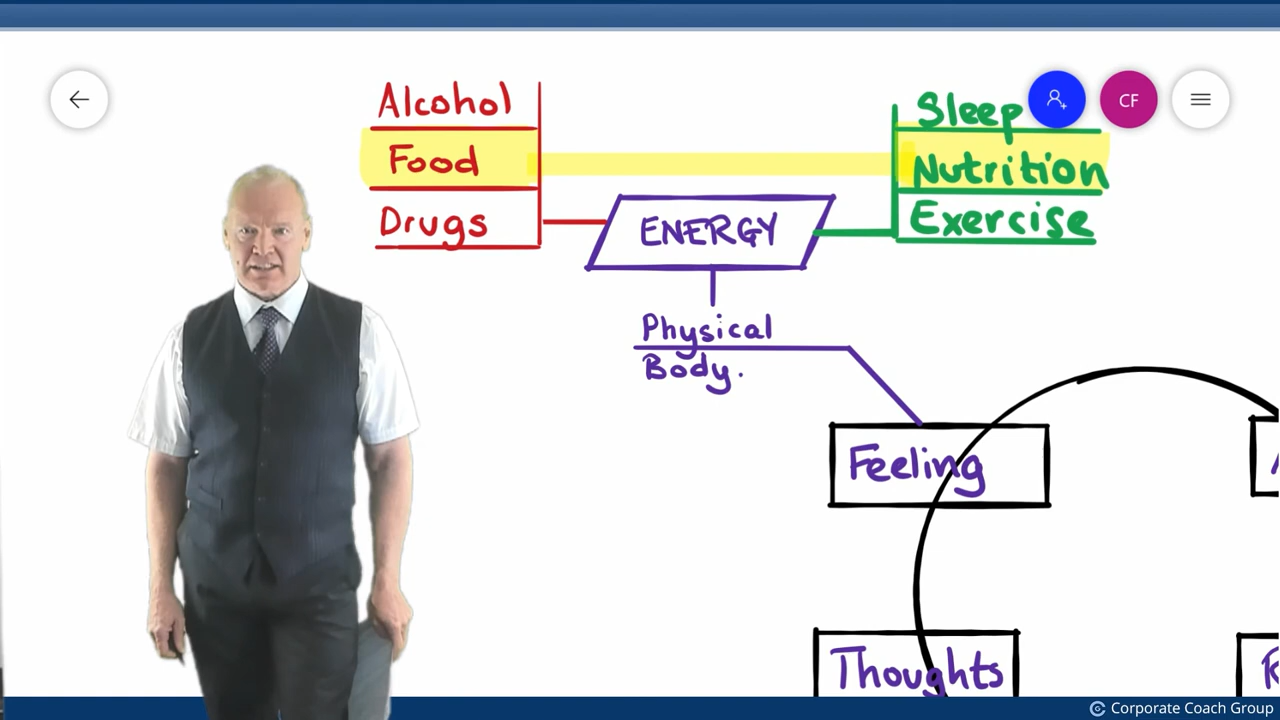 Alcohol
Food
Drugs
Sleep
Nutrition
Exercise
CF
ENERGY
Physical
Body.
Feeling
Thoughts
Corporate Coach Group